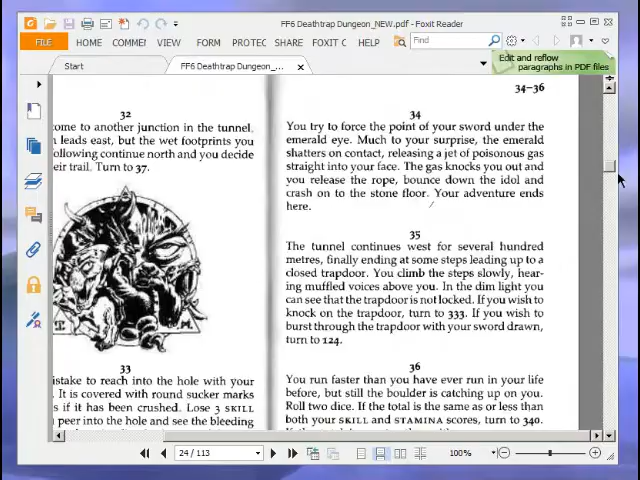 FF6 Deathtrap Dungeon_NEW.pdf - Foxit Reader
FILE HOME COMMEI VIEW FORM PROTEC SHARE FOXIT C HELP Find
Start FF6 Deathtrap Dungeon_... Edit and reflow
paragraphs in PDF files
32
ome to another junction in the tunnel.
leads east, but the wet footprints you
ollowing continue north and you decide
eir trail. Turn to 37.
33
istake to reach into the hole with your
. It is covered with round sucker marks
s if it has been crushed. Lose 3 SKILL
peer into the hole and see the bleeding
34–36
34
You try to force the point of your sword under the
emerald eye. Much to your surprise, the emerald
shatters on contact, releasing a jet of poisonous gas
straight into your face. The gas knocks you out and
you release the rope, bounce down the idol and
crash on to the stone floor. Your adventure ends
here.
35
The tunnel continues west for several hundred
metres, finally ending at some steps leading up to a
closed trapdoor. You climb the steps slowly, hear-
ing muffled voices above you. In the dim light you
can see that the trapdoor is not locked. If you wish to
knock on the trapdoor, turn to 333. If you wish to
burst through the trapdoor with your sword drawn,
turn to 124.
36
You run faster than you have ever run in your life
before, but still the boulder is catching up on you.
Roll two dice. If the total is the same as or less than
both your SKILL and STAMINA scores, turn to 340.
24 / 113 100%